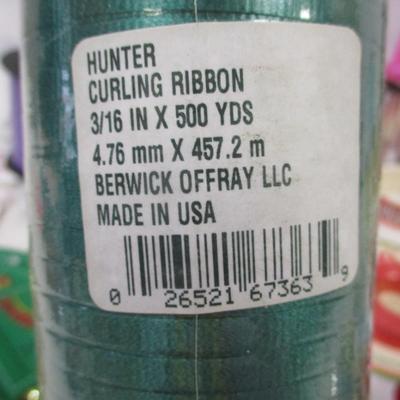 HUNTER
CURLING RIBBON
3/16 IN X 500 YDS
4.76 mm X 457.2 m
BERWICK OFFRAY LLC
MADE IN USA
0 26521 67363 9